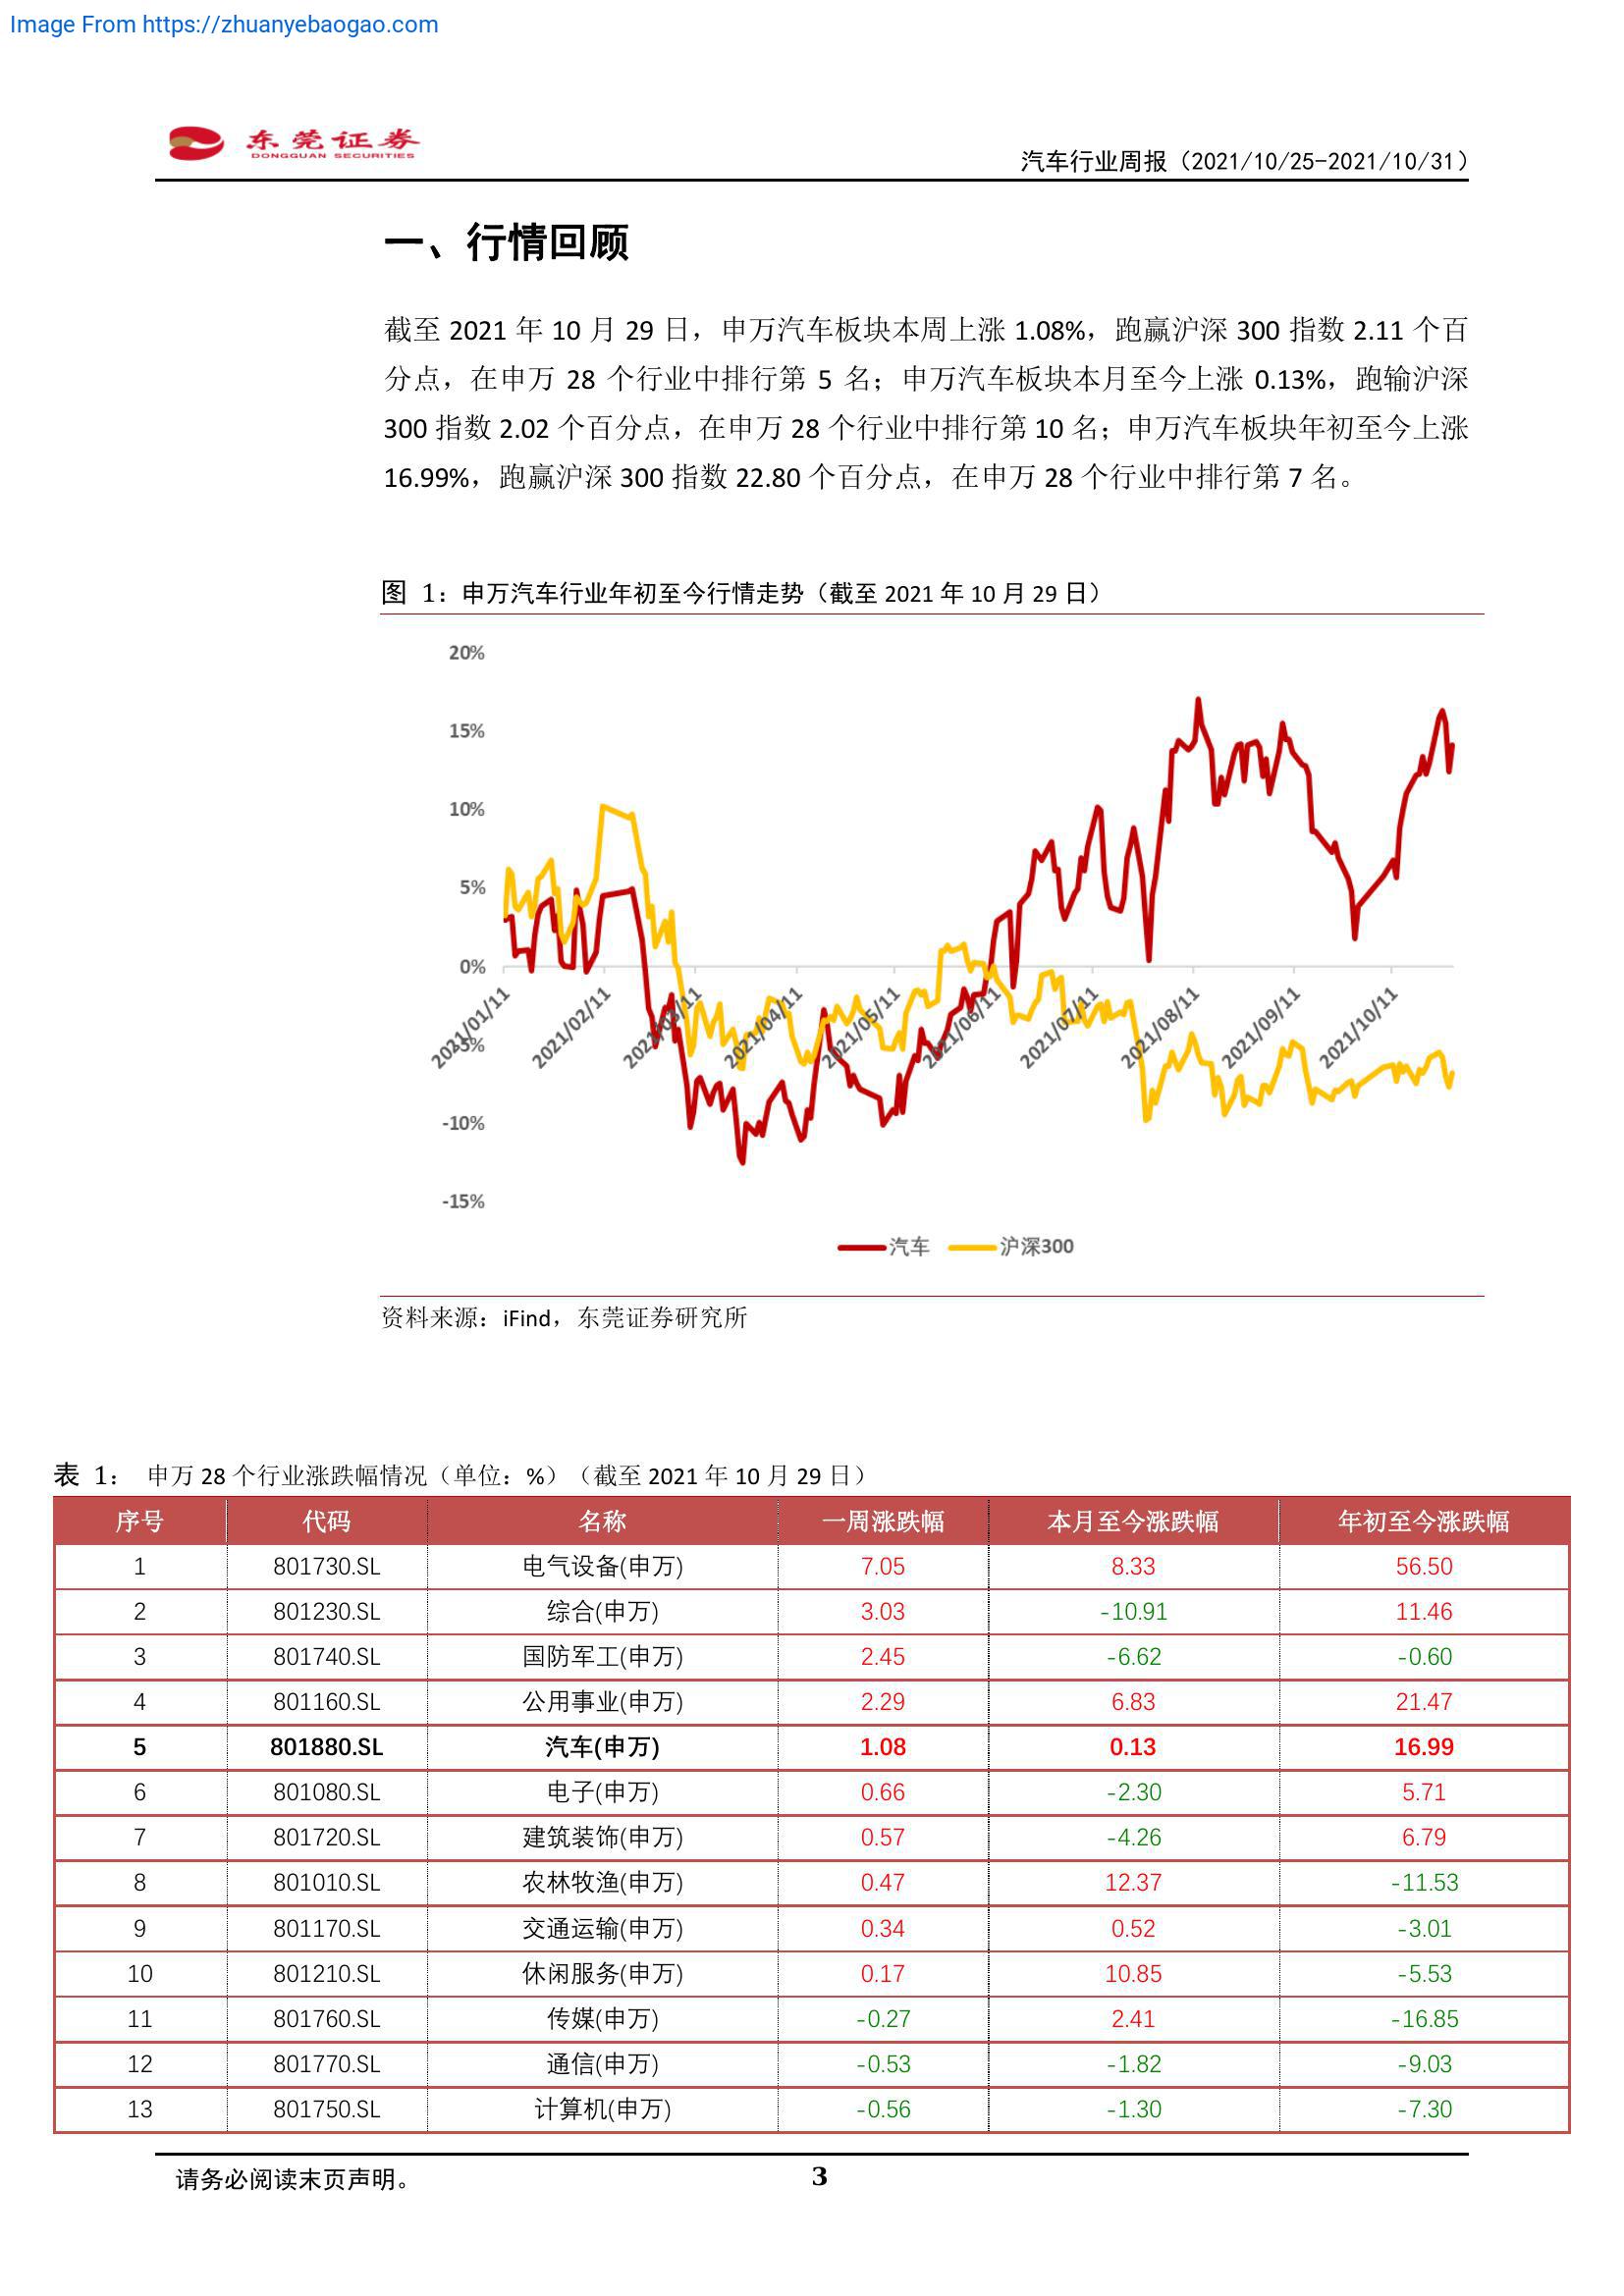 Image From https://zhuanyebaogao.com
东莞证券
DONGGUAN SECURITIES
汽车行业周报（2021/10/25-2021/10/31）
一、行情回顾
截至 2021 年 10 月 29 日，申万汽车板块本周上涨 1.08%，跑赢沪深 300 指数 2.11 个百
分点，在申万 28 个行业中排行第 5 名；申万汽车板块本月至今上涨 0.13%，跑输沪深
300 指数 2.02 个百分点，在申万 28 个行业中排行第 10 名；申万汽车板块年初至今上涨
16.99%，跑赢沪深 300 指数 22.80 个百分点，在申万 28 个行业中排行第 7 名。
图 1：申万汽车行业年初至今行情走势（截至 2021 年 10 月 29 日）
20%
15%
10%
5%
0%
-5%
-10%
-15%
2021/01/11
2021/02/11
2021/03/11
2021/04/11
2021/05/11
2021/06/11
2021/07/11
2021/08/11
2021/09/11
2021/10/11
汽车 沪深300
资料来源：iFind，东莞证券研究所
表 1： 申万 28 个行业涨跌幅情况（单位：%）（截至 2021 年 10 月 29 日）
序号 代码 名称 一周涨跌幅 本月至今涨跌幅 年初至今涨跌幅
1 801730.SL 电气设备(申万) 7.05 8.33 56.50
2 801230.SL 综合(申万) 3.03 -10.91 11.46
3 801740.SL 国防军工(申万) 2.45 -6.62 -0.60
4 801160.SL 公用事业(申万) 2.29 6.83 21.47
5 801880.SL 汽车(申万) 1.08 0.13 16.99
6 801080.SL 电子(申万) 0.66 -2.30 5.71
7 801720.SL 建筑装饰(申万) 0.57 -4.26 6.79
8 801010.SL 农林牧渔(申万) 0.47 12.37 -11.53
9 801170.SL 交通运输(申万) 0.34 0.52 -3.01
10 801210.SL 休闲服务(申万) 0.17 10.85 -5.53
11 801760.SL 传媒(申万) -0.27 2.41 -16.85
12 801770.SL 通信(申万) -0.53 -1.82 -9.03
13 801750.SL 计算机(申万) -0.56 -1.30 -7.30
请务必阅读末页声明。
3